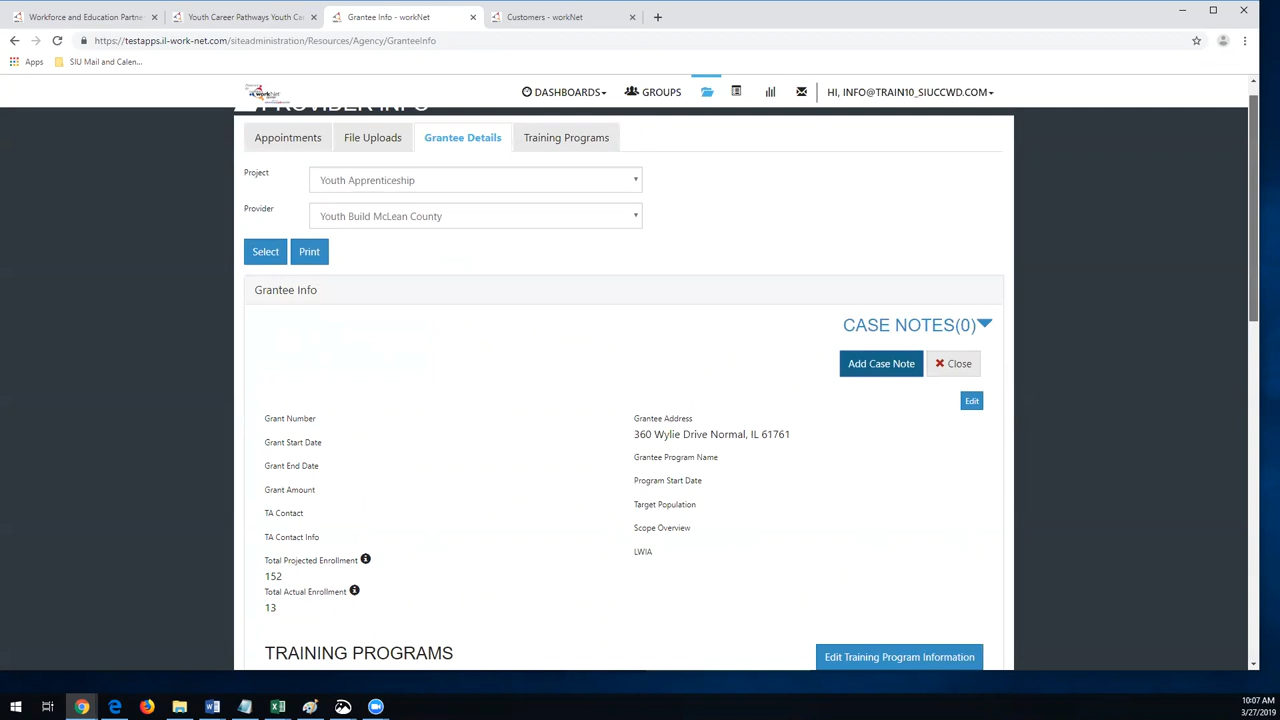 Workforce and Education Partne
Youth Career Pathways Youth Ca
Grantee Info - workNet
Customers - workNet
https://testapps.il-work-net.com/siteadministration/Resources/Agency/GranteeInfo
Apps
SIU Mail and Calen...
workNet
DASHBOARDS
GROUPS
HI, INFO@TRAIN10_SIUCCWD.COM
PROVIDER INFO
Appointments
File Uploads
Grantee Details
Training Programs
Project
Youth Apprenticeship
Provider
Youth Build McLean County
Select
Print
Grantee Info
CASE NOTES(0)
Add Case Note
Close
Edit
Grant Number
Grant Start Date
Grant End Date
Grant Amount
TA Contact
TA Contact Info
Total Projected Enrollment
152
Total Actual Enrollment
13
Grantee Address
360 Wylie Drive Normal, IL 61761
Grantee Program Name
Program Start Date
Target Population
Scope Overview
LWIA
TRAINING PROGRAMS
Edit Training Program Information
10:07 AM
3/27/2019